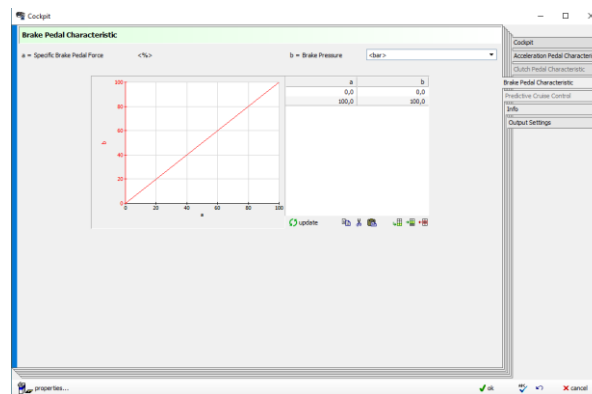 Cockpit
Brake Pedal Characteristic
a = Specific Brake Pedal Force <%> b = Brake Pressure <bar>
Cockpit
Acceleration Pedal Characteri
Clutch Pedal Characteristic
Brake Pedal Characteristic
Predictive Cruise Control
Info
Output Settings
a b
0,0 0,0
100,0 100,0
100
80
60
40
20
0
b
0 20 40 60 80 100
a
update
properties...
ok
cancel